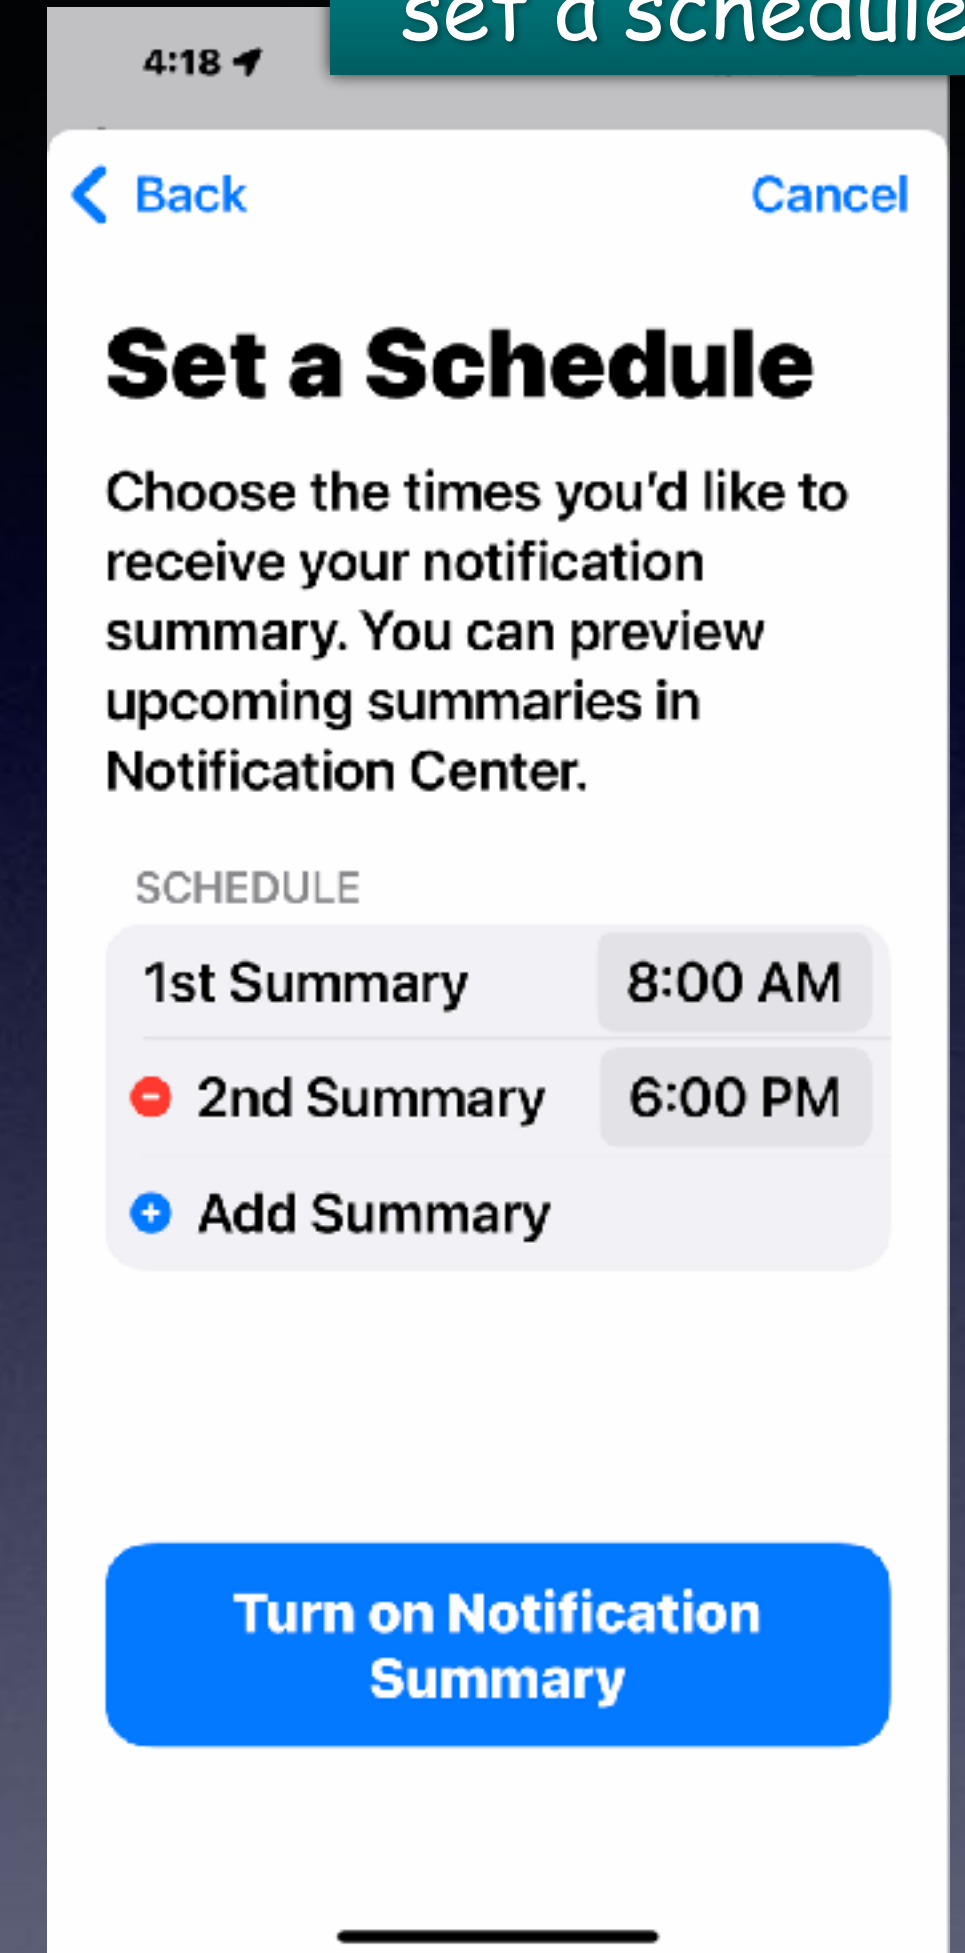 set a schedule
4:18
Back
Cancel
Set a Schedule
Choose the times you’d like to
receive your notification
summary. You can preview
upcoming summaries in
Notification Center.
SCHEDULE
1st Summary
8:00 AM
2nd Summary
6:00 PM
Add Summary
Turn on Notification
Summary